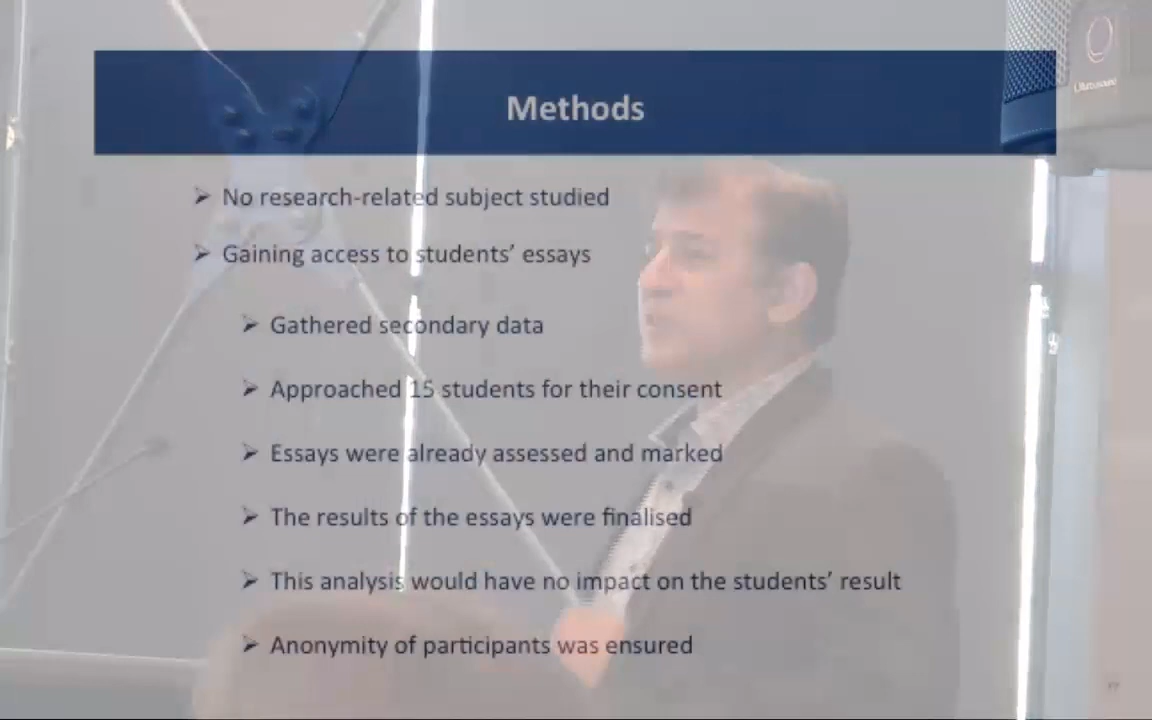 Methods
➢ No research-related subject studied
➢ Gaining access to students’ essays
➢ Gathered secondary data
➢ Approached 15 students for their consent
➢ Essays were already assessed and marked
➢ The results of the essays were finalised
➢ This analysis would have no impact on the students’ result
➢ Anonymity of participants was ensured